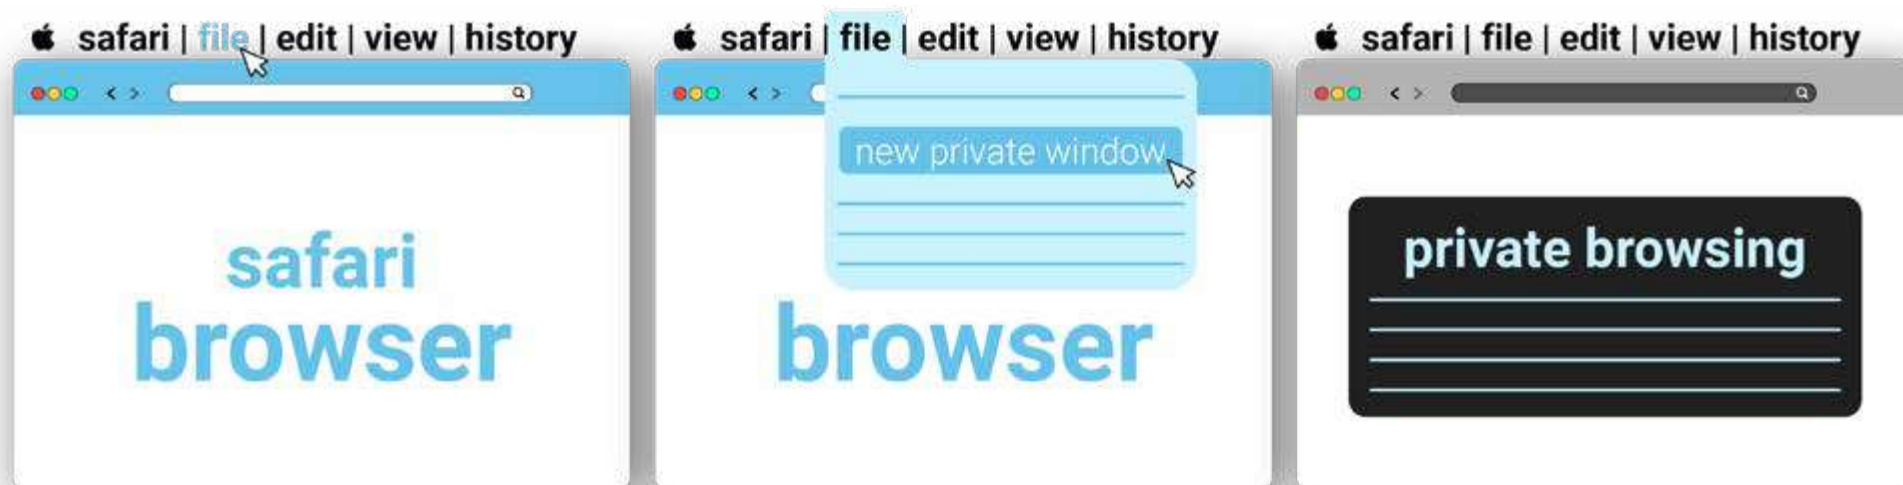 safari | file | edit | view | history
safari
browser
safari | file | edit | view | history
new private window
browser
safari | file | edit | view | history
private browsing